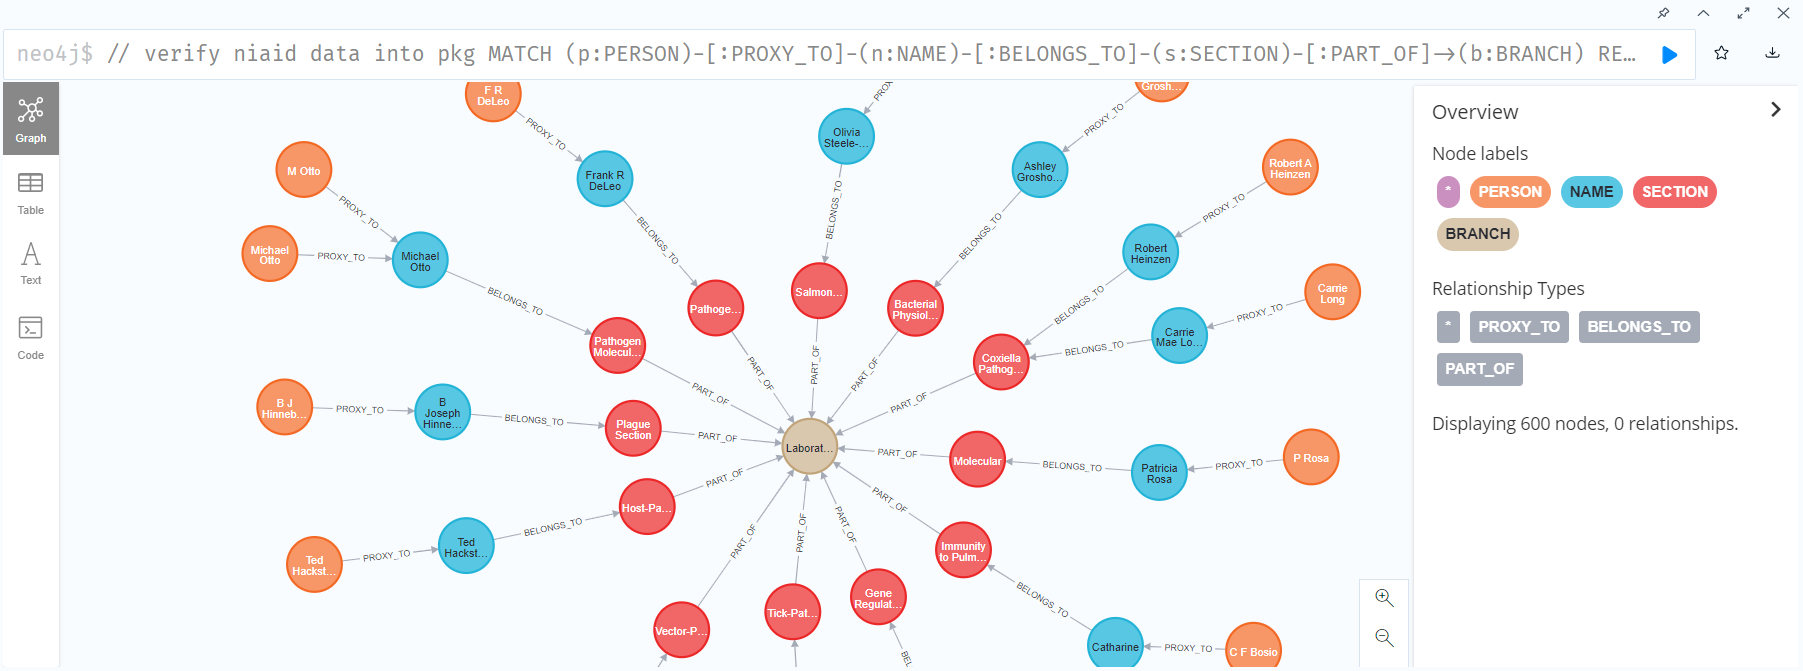 neo4j$ // verify niaid data into pkg MATCH (p:PERSON)-[:PROXY_TO]-(n:NAME)-[:BELONGS_TO]-(s:SECTION)-[:PART_OF]→(b:BRANCH) RE…
Graph
Table
Text
Code
F R
DeLeo
PROXY_TO
Frank R
DeLeo
BELONGS_TO
Pathoge...
PART_OF
M Otto
PROXY_TO
Michael
Otto
PROXY_TO
Michael
Otto
BELONGS_TO
Pathogen
Molecul...
PART_OF
B J
Hinneb...
PROXY_TO
B
Joseph
Hinne...
BELONGS_TO
Plague
Section
PART_OF
Ted
Hackst...
PROXY_TO
Ted
Hackst...
BELONGS_TO
Host-Pa...
PART_OF
PROX
Olivia
Steele-...
BELONGS_TO
Salmon...
PART_OF
Grosh...
PROXY_TO
Ashley
Grosho...
BELONGS_TO
Bacterial
Physiol...
PART_OF
Robert A
Heinzen
PROXY_TO
Robert
Heinzen
BELONGS_TO
Carrie
Long
PROXY_TO
Carrie
Mae Lo...
BELONGS_TO
Coxiella
Pathog...
PART_OF
Laborat...
P Rosa
PROXY_TO
Patricia
Rosa
BELONGS_TO
Molecular
PART_OF
C F Bosio
PROXY_TO
Catharine
BELONGS_TO
Immunity
to Pulm...
PART_OF
BEL
Gene
Regulat...
PART_OF
Tick-Pat...
PART_OF
Vector-P...
PART_OF
Overview
Node labels
* PERSON NAME SECTION
BRANCH
Relationship Types
* PROXY_TO BELONGS_TO
PART_OF
Displaying 600 nodes, 0 relationships.